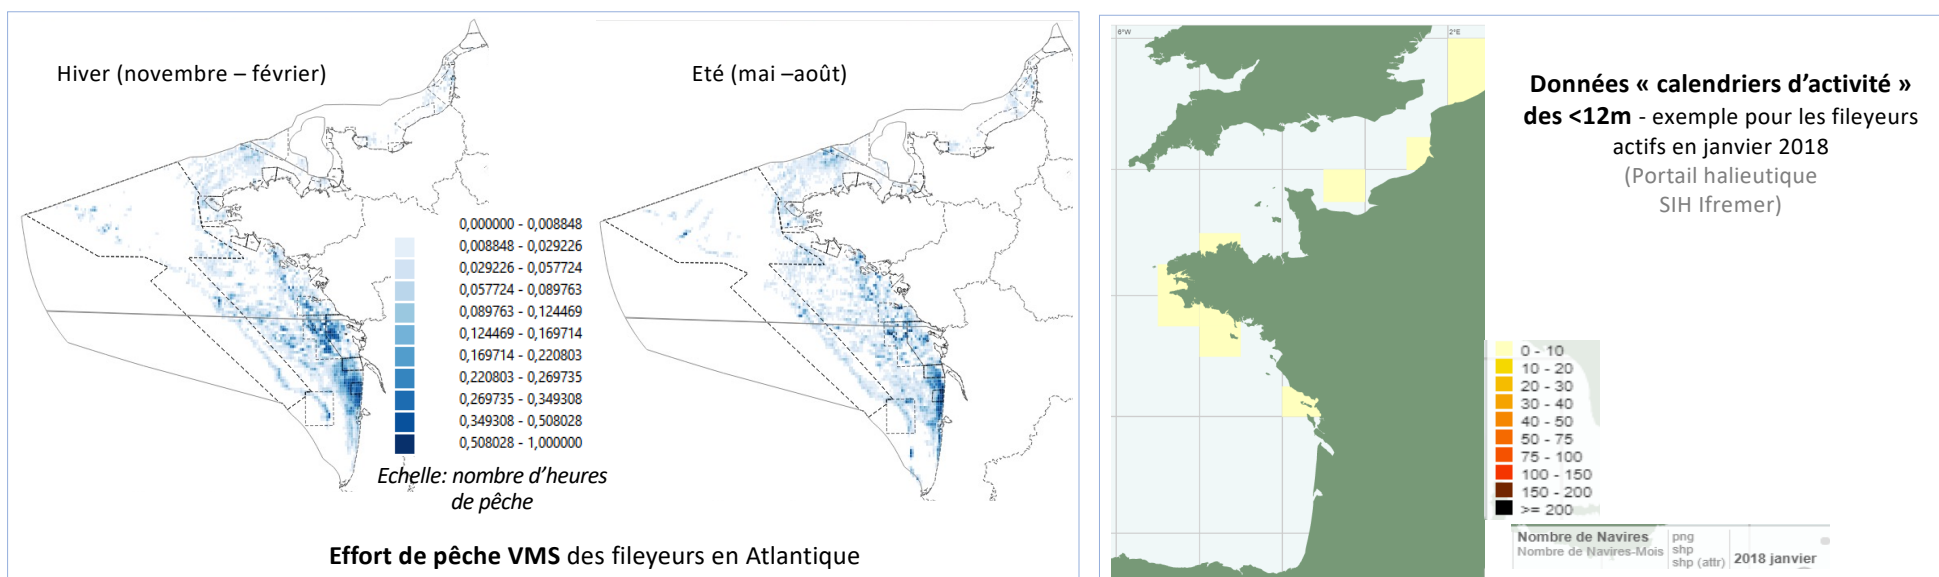 Hiver (novembre – février)
Eté (mai –août)
0,000000 - 0,008848
0,008848 - 0,029226
0,029226 - 0,057724
0,057724 - 0,089763
0,089763 - 0,124469
0,124469 - 0,169714
0,169714 - 0,220803
0,220803 - 0,269735
0,269735 - 0,349308
0,349308 - 0,508028
0,508028 - 1,000000
Echelle: nombre d’heures
de pêche
Effort de pêche VMS des fileyeurs en Atlantique
6°W
2°E
Données « calendriers d’activité »
des <12m - exemple pour les fileyeurs
actifs en janvier 2018
(Portail halieutique
SIH Ifremer)
0 - 10
10 - 20
20 - 30
30 - 40
40 - 50
50 - 75
75 - 100
100 - 150
150 - 200
>= 200
Nombre de Navires
Nombre de Navires-Mois
png
shp
shp (attr)
2018 janvier